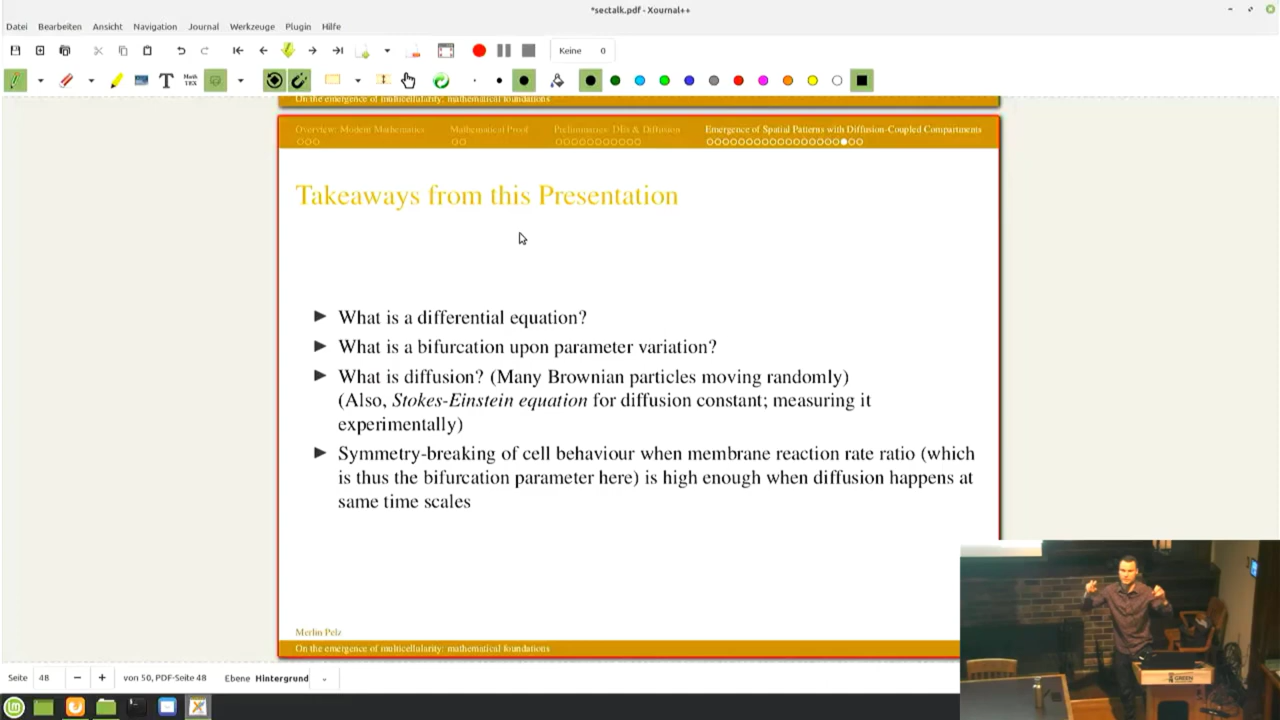 *sectalk.pdf - Xournal++
Datei Bearbeiten Ansicht Navigation Journal Werkzeuge Plugin Hilfe
Keine 0
Math
TEX
T
On the emergence of multicellularity: mathematical foundations
Overview: Modern Mathematics Mathematical Proof Preliminaries: DEs & Diffusion Emergence of Spatial Patterns with Diffusion-Coupled Compartments
Takeaways from this Presentation
What is a differential equation?
What is a bifurcation upon parameter variation?
What is diffusion? (Many Brownian particles moving randomly)
(Also, Stokes-Einstein equation for diffusion constant; measuring it
experimentally)
Symmetry-breaking of cell behaviour when membrane reaction rate ratio (which
is thus the bifurcation parameter here) is high enough when diffusion happens at
same time scales
Merlin Pelz
On the emergence of multicellularity: mathematical foundations
GREEN
Seite 48 von 50, PDF-Seite 48 Ebene Hintergrund